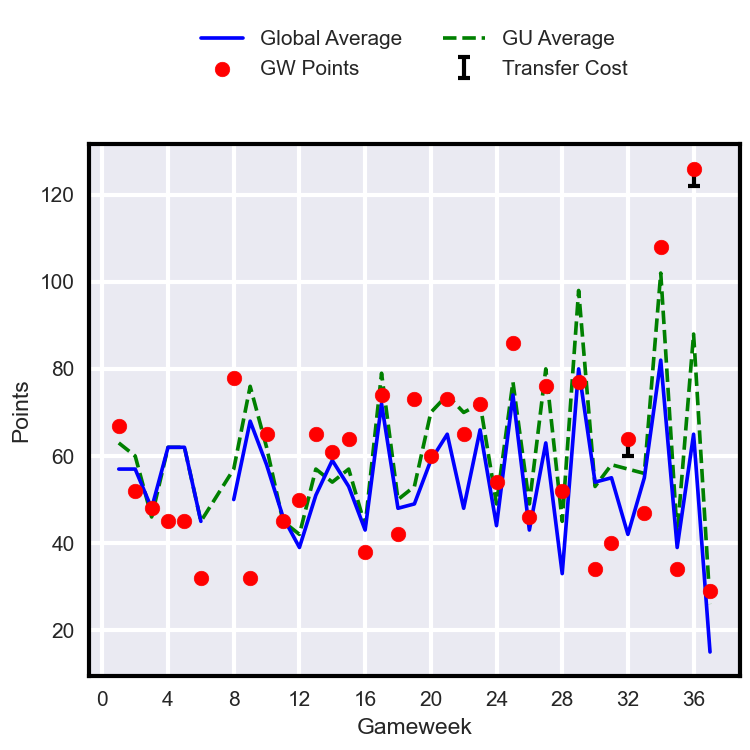 Global Average
GU Average
GW Points
Transfer Cost
120
100
80
60
40
20
Points
0 4 8 12 16 20 24 28 32 36
Gameweek